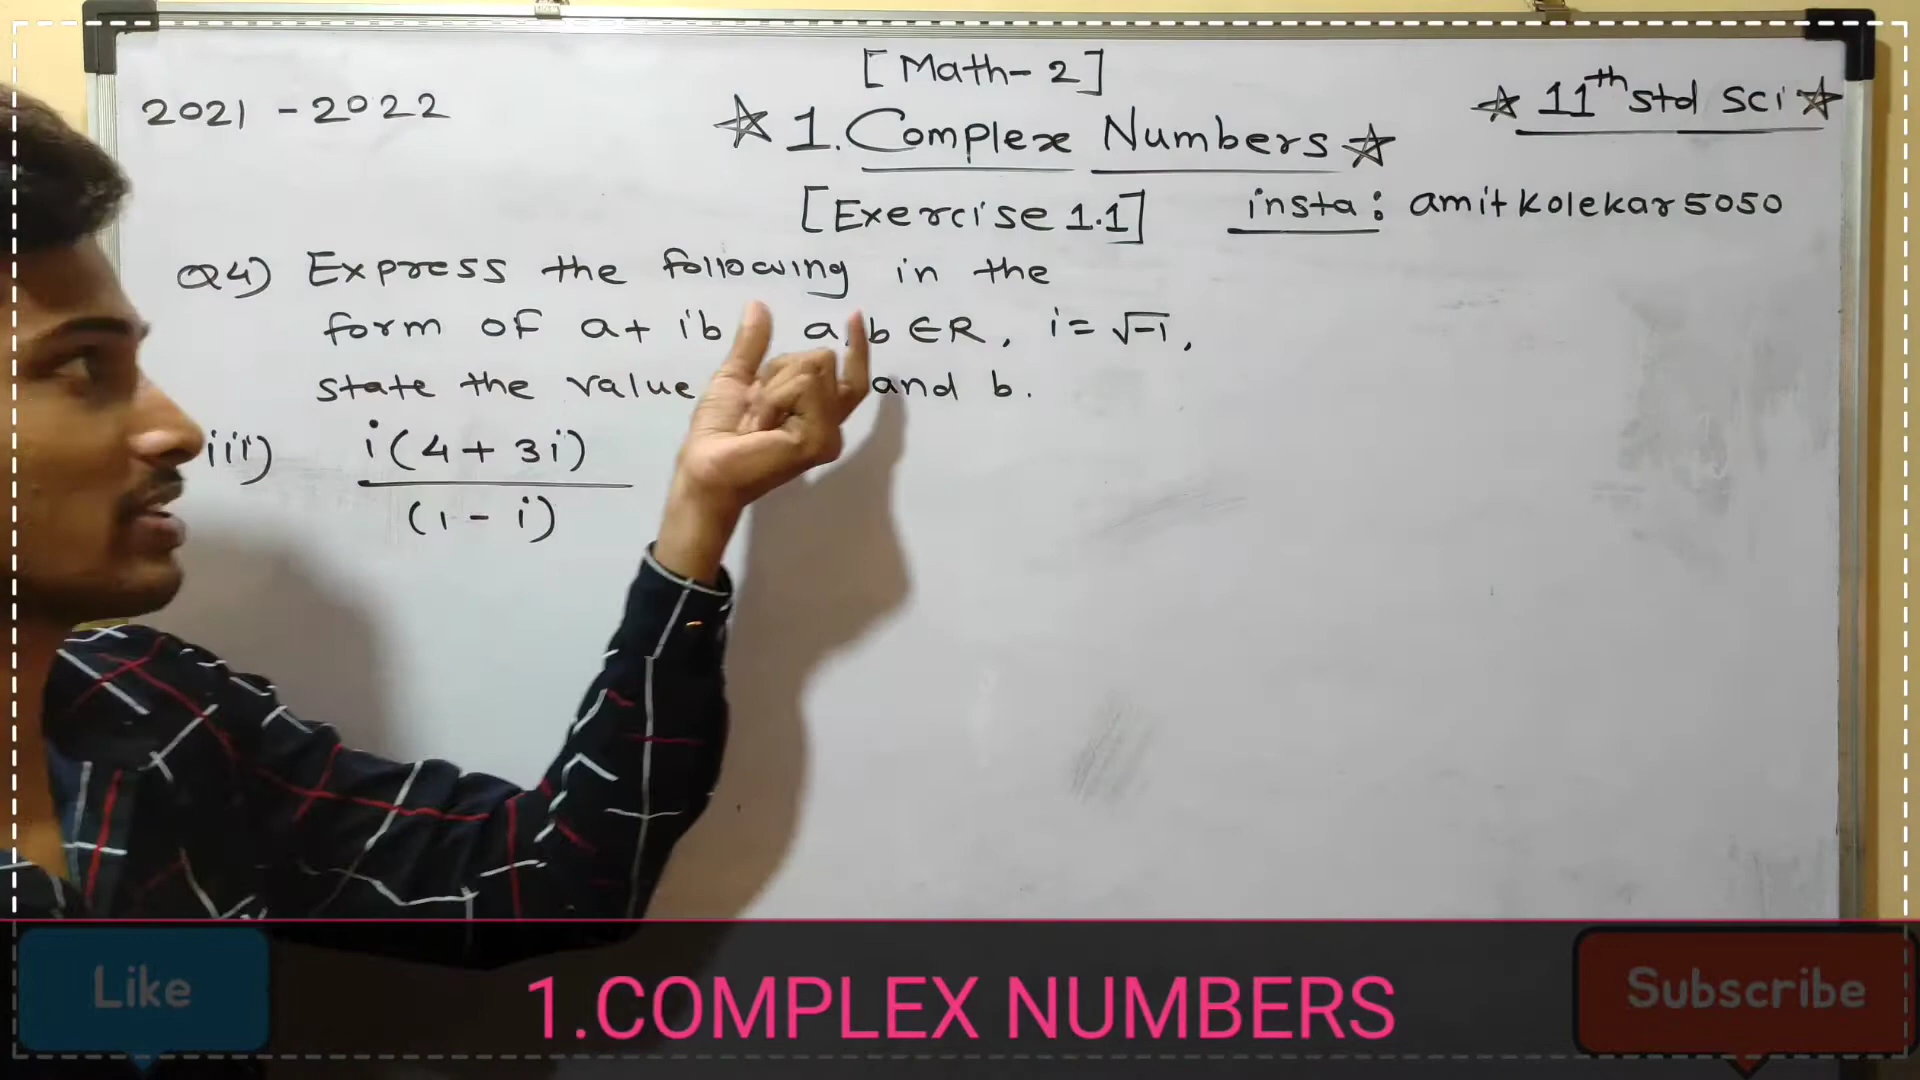 [Math-2]
2021-2022
☆ 1. Complex Numbers ☆
☆ 11th std sci ☆
[Exercise 1.1]
insta: amitkolekar5050
Q4) Express the following in the
form of a+ib a, b ∈ R, i = √-1,
state the value and b.
iii) i(4+3i)
(1-i)
Like
1.COMPLEX NUMBERS
Subscribe